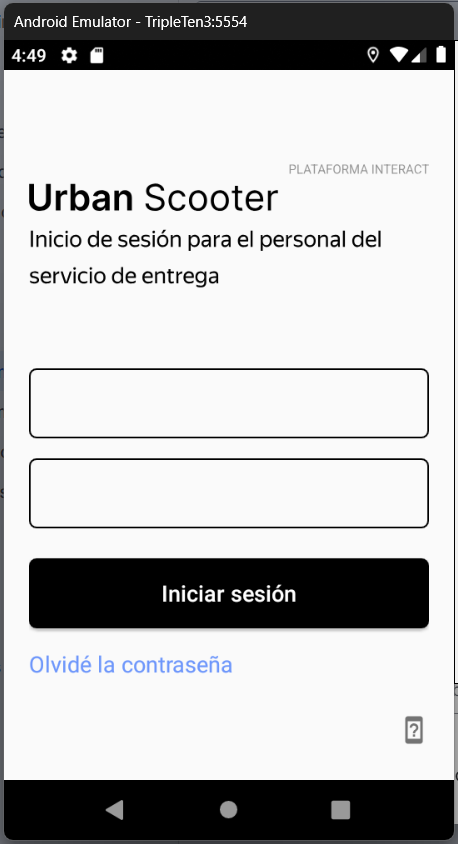 Android Emulator - TripleTen3:5554
4:49
PLATAFORMA INTERACT
Urban Scooter
Inicio de sesión para el personal del
servicio de entrega
Iniciar sesión
Olvidé la contraseña
?